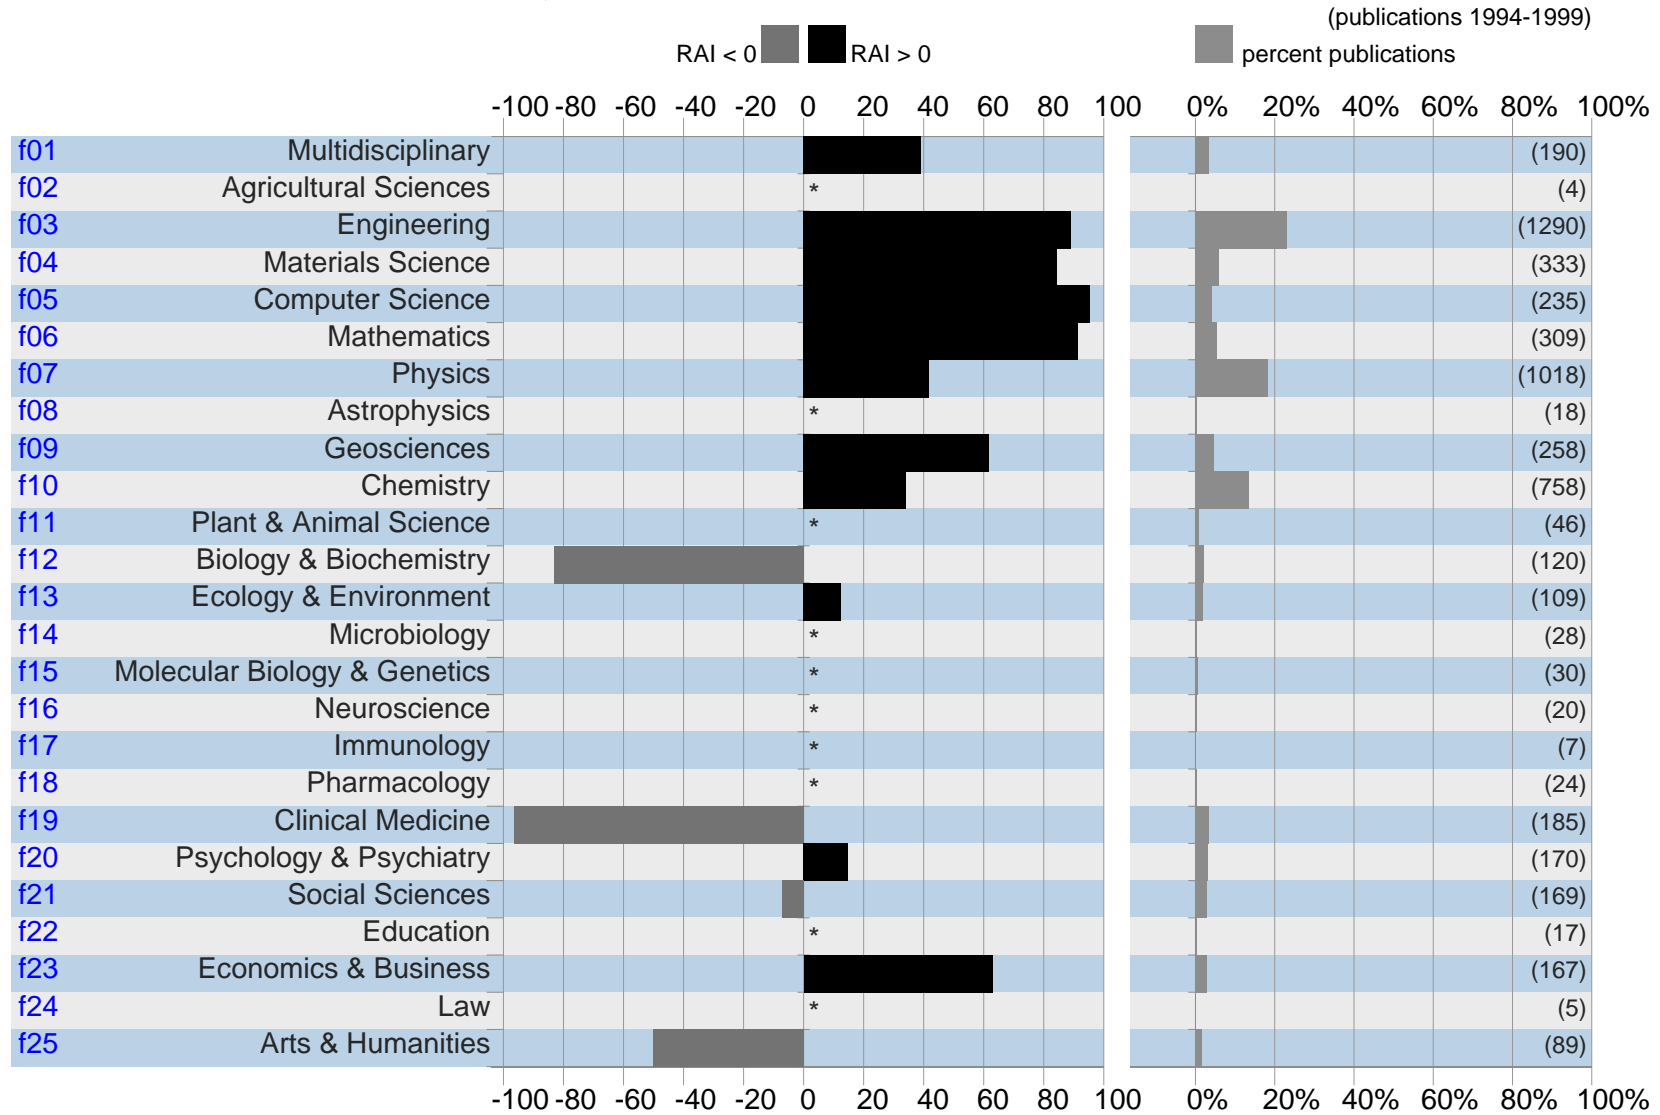 (publications 1994-1999)
RAI < 0 RAI > 0 percent publications
-100 -80 -60 -40 -20 0 20 40 60 80 100 0% 20% 40% 60% 80% 100%
f01 Multidisciplinary (190)
f02 Agricultural Sciences * (4)
f03 Engineering (1290)
f04 Materials Science (333)
f05 Computer Science (235)
f06 Mathematics (309)
f07 Physics (1018)
f08 Astrophysics * (18)
f09 Geosciences (258)
f10 Chemistry (758)
f11 Plant & Animal Science * (46)
f12 Biology & Biochemistry (120)
f13 Ecology & Environment (109)
f14 Microbiology * (28)
f15 Molecular Biology & Genetics * (30)
f16 Neuroscience * (20)
f17 Immunology * (7)
f18 Pharmacology * (24)
f19 Clinical Medicine (185)
f20 Psychology & Psychiatry (170)
f21 Social Sciences (169)
f22 Education * (17)
f23 Economics & Business (167)
f24 Law * (5)
f25 Arts & Humanities (89)
-100 -80 -60 -40 -20 0 20 40 60 80 100 0% 20% 40% 60% 80% 100%